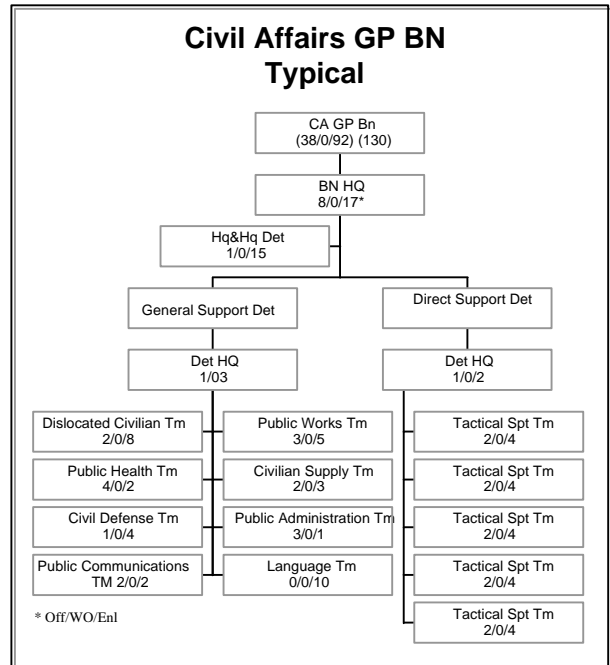 Civil Affairs GP BN
Typical
CA GP Bn
(38/0/92) (130)
BN HQ
8/0/17*
Hq&Hq Det
1/0/15
General Support Det
Direct Support Det
Det HQ
1/03
Det HQ
1/0/2
Dislocated Civilian Tm
2/0/8
Public Works Tm
3/0/5
Tactical Spt Tm
2/0/4
Public Health Tm
4/0/2
Civilian Supply Tm
2/0/3
Tactical Spt Tm
2/0/4
Civil Defense Tm
1/0/4
Public Administration Tm
3/0/1
Tactical Spt Tm
2/0/4
Public Communications
TM 2/0/2
Language Tm
0/0/10
Tactical Spt Tm
2/0/4
Tactical Spt Tm
2/0/4
* Off/WO/Enl